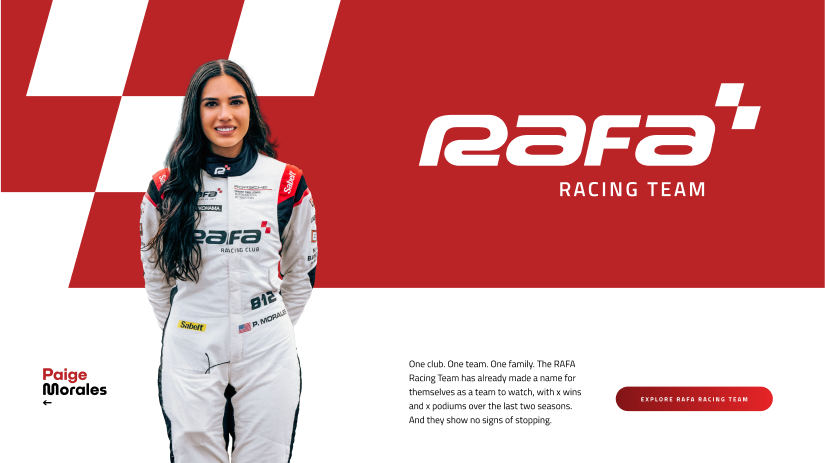 RAFA
RACING TEAM
Sabelt
PORSCHE
YOKOHAMA
RAFA
RACING CLUB
B12
Sabelt
P. MORALES
Paige
Morales
One club. One team. One family. The RAFA
Racing Team has already made a name for
themselves as a team to watch, with x wins
and x podiums over the last two seasons.
And they show no signs of stopping.
EXPLORE RAFA RACING TEAM